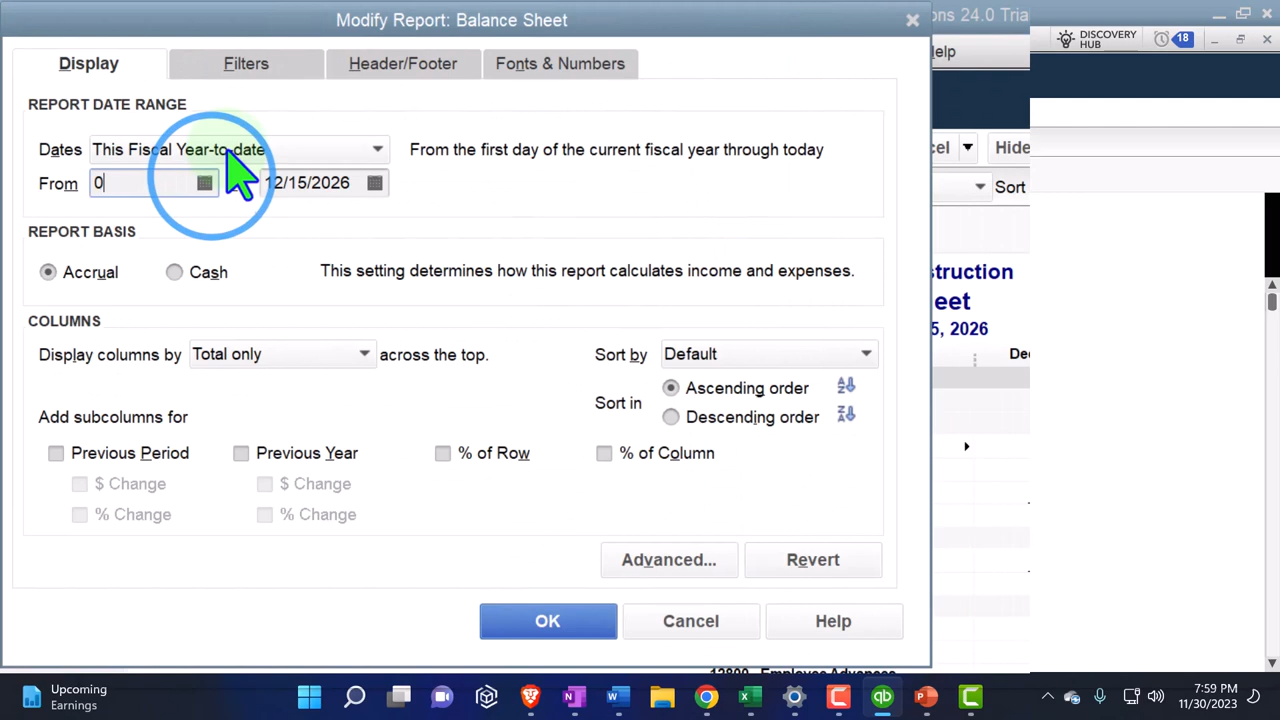 Modify Report: Balance Sheet
ions 24.0 Tria
Display
Filters
Header/Footer
Fonts & Numbers
elp
DISCOVERY
HUB
18
REPORT DATE RANGE
Dates
This Fiscal Year-to-date
From the first day of the current fiscal year through today
cel
Hide
From
0
12/15/2026
Sort
REPORT BASIS
Accrual
Cash
This setting determines how this report calculates income and expenses.
struction
eet
5, 2026
COLUMNS
Display columns by
Total only
across the top.
Sort by
Default
De
Sort in
Ascending order
Descending order
Add subcolumns for
Previous Period
Previous Year
% of Row
% of Column
$ Change
$ Change
% Change
% Change
Advanced...
Revert
OK
Cancel
Help
12800 · Employee Advances
Upcoming
Earnings
7:59 PM
11/30/2023